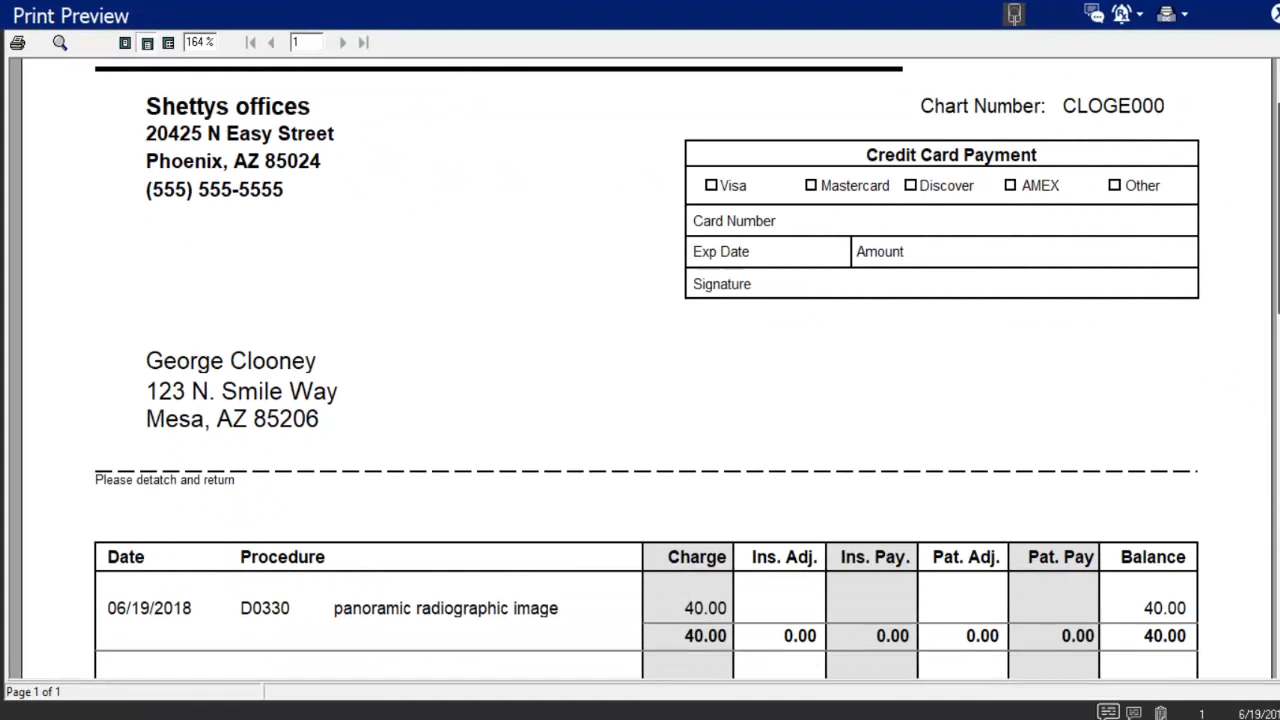 Print Preview
164 %
1
Shettys offices
20425 N Easy Street
Phoenix, AZ 85024
(555) 555-5555
Chart Number: CLOGE000
Credit Card Payment
Visa Mastercard Discover AMEX Other
Card Number
Exp Date Amount
Signature
George Clooney
123 N. Smile Way
Mesa, AZ 85206
Please detatch and return
Date Procedure Charge Ins. Adj. Ins. Pay. Pat. Adj. Pat. Pay Balance
06/19/2018 D0330 panoramic radiographic image 40.00 40.00
40.00 0.00 0.00 0.00 0.00 40.00
Page 1 of 1
1 6/19/201